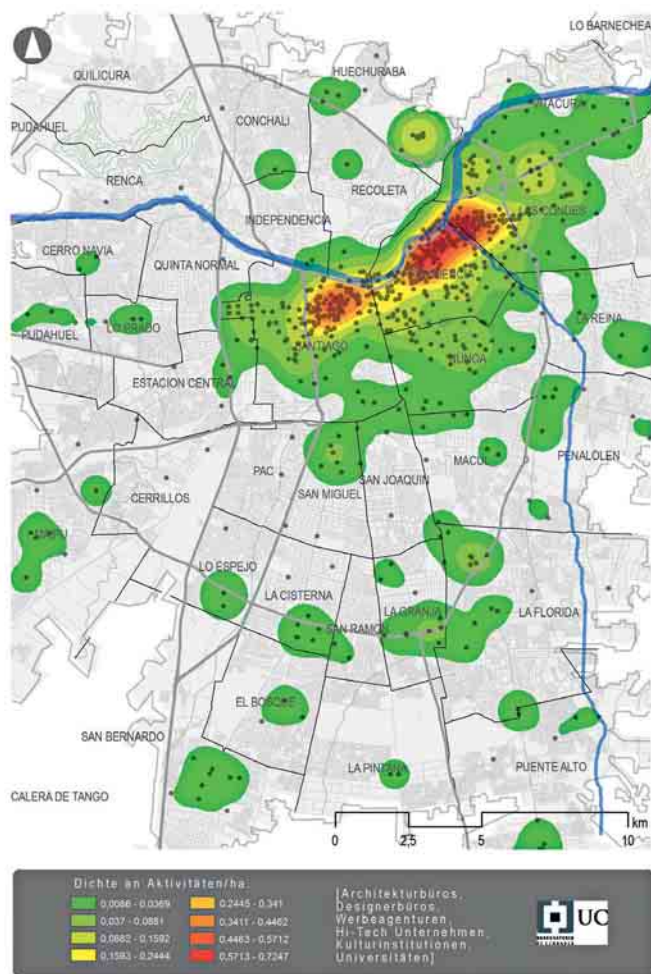 LO BARNECHEA
HUECHURABA
QUILICURA
VITACURA
CONCHALI
PUDAHUEL
RENCA
RECOLETA
LAS CONDES
INDEPENDENCIA
CERRO NAVIA
QUINTA NORMAL
LA REINA
PUDAHUEL
LO PRADO
SANTIAGO
NUNOA
ESTACION CENTRAL
MACUL
PENALOLEN
PAC
SAN JOAQUIN
CERRILLOS
SAN MIGUEL
LO ESPEJO
LA CISTERNA
LA GRANJA
LA FLORIDA
SAN RAMON
EL BOSQUE
SAN BERNARDO
LA PINTANA
PUENTE ALTO
CALERA DE TANGO
km
0 2,5 5 10
Dichte an Aktivitäten/ha:
0,0086 - 0,0369
0,037 - 0,0881
0,0882 - 0,1592
0,1593 - 0,2444
0,2445 - 0,341
0,3411 - 0,4462
0,4463 - 0,5712
0,5713 - 0,7247
[Architekturbüros,
Designerbüros,
Werbeagenturen,
Hi-Tech Unternehmen,
Kulturinstitutionen,
Universitäten]
UC